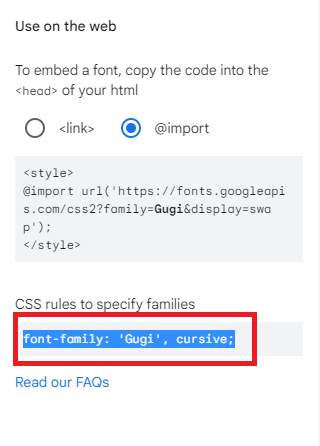 Use on the web
To embed a font, copy the code into the
<head> of your html
<link>
@import
<style>
@import url('https://fonts.googleapi
s.com/css2?family=Gugi&display=swa
p');
</style>
CSS rules to specify families
font-family: 'Gugi', cursive;
Read our FAQs